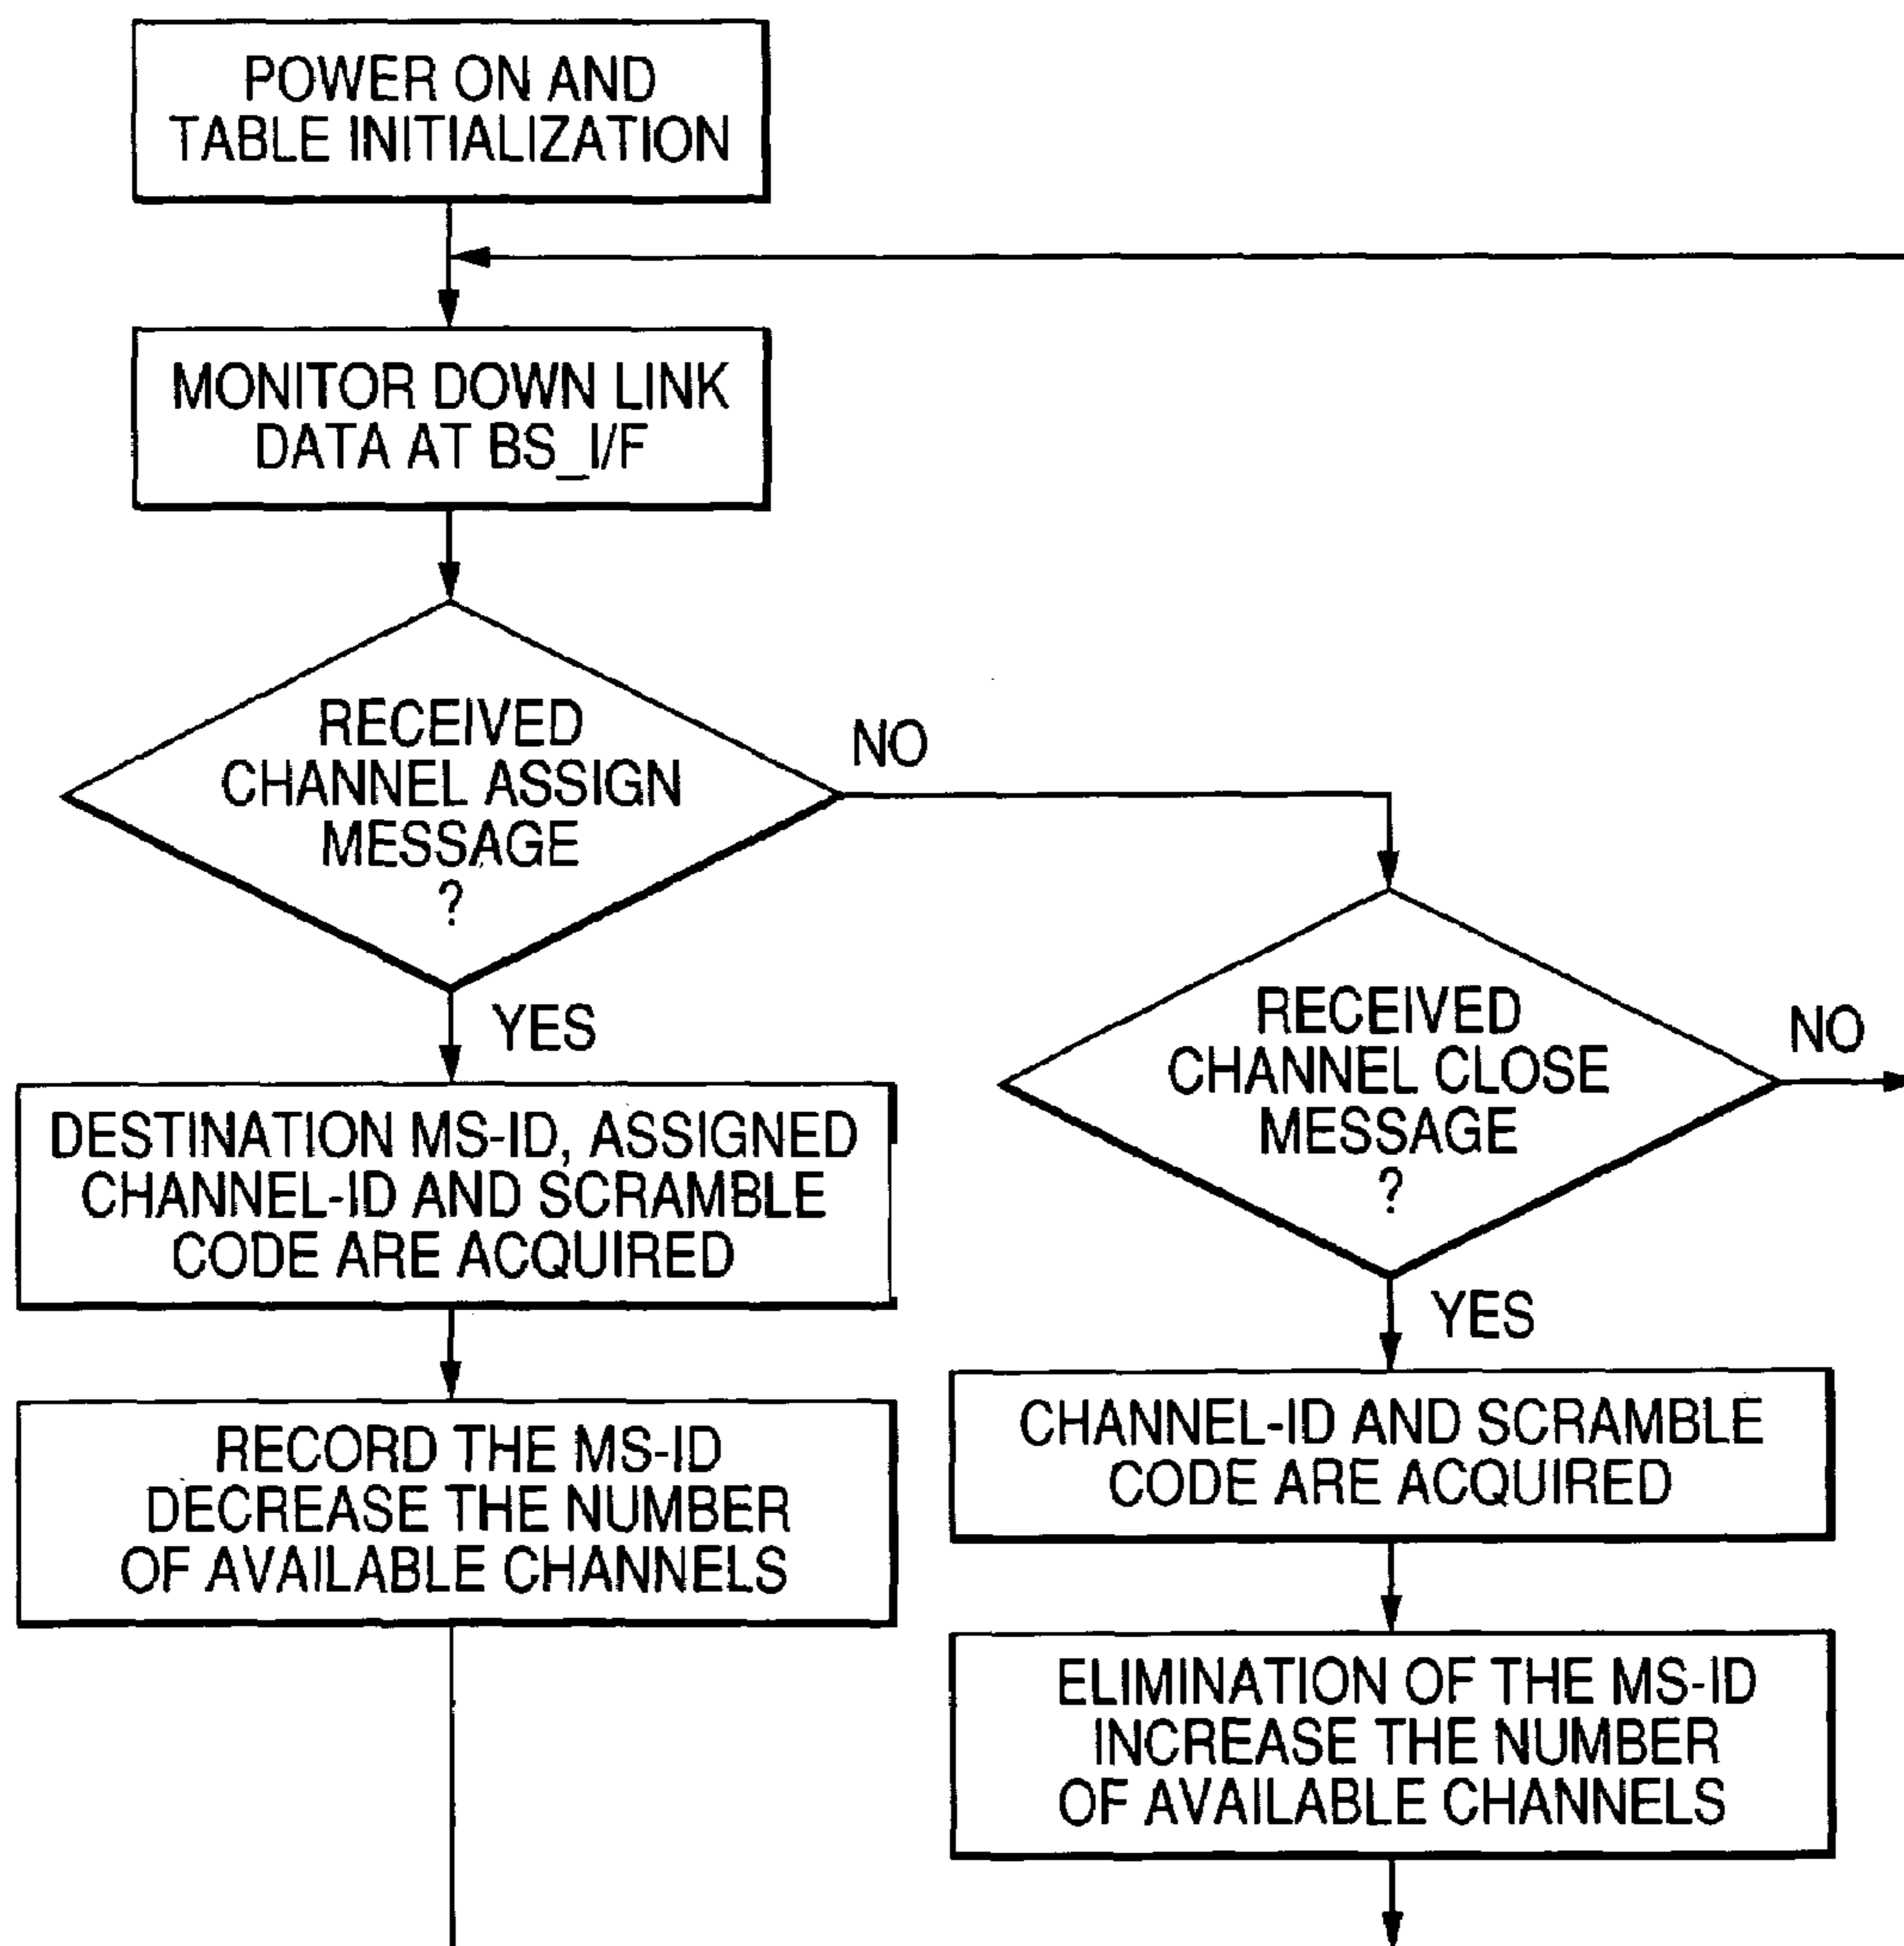 POWER ON AND
TABLE INITIALIZATION
MONITOR DOWN LINK
DATA AT BS_I/F
RECEIVED
CHANNEL ASSIGN
MESSAGE
?
NO
YES
DESTINATION MS-ID, ASSIGNED
CHANNEL-ID AND SCRAMBLE
CODE ARE ACQUIRED
RECORD THE MS-ID
DECREASE THE NUMBER
OF AVAILABLE CHANNELS
RECEIVED
CHANNEL CLOSE
MESSAGE
?
NO
YES
CHANNEL-ID AND SCRAMBLE
CODE ARE ACQUIRED
ELIMINATION OF THE MS-ID
INCREASE THE NUMBER
OF AVAILABLE CHANNELS